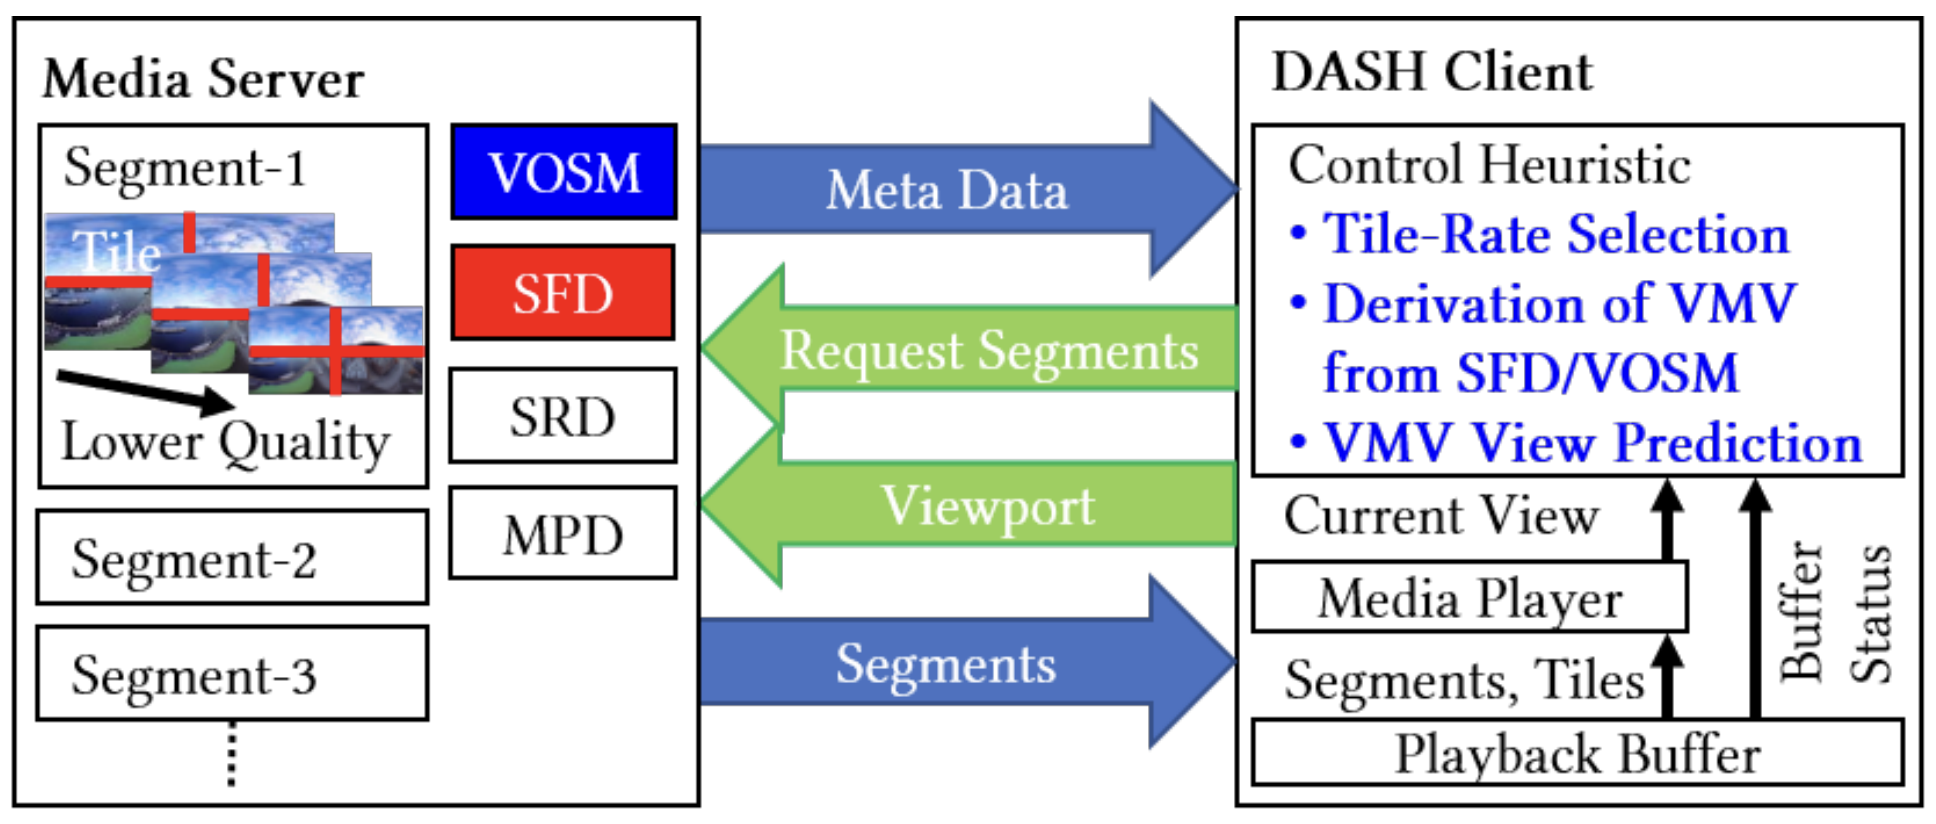 Media Server
Segment-1
Tile
Lower Quality
Segment-2
Segment-3
VOSM
SFD
SRD
MPD
Meta Data
Request Segments
Viewport
Segments
DASH Client
Control Heuristic
• Tile-Rate Selection
• Derivation of VMV
from SFD/VOSM
• VMV View Prediction
Current View
Media Player
Segments, Tiles
Buffer
Status
Playback Buffer